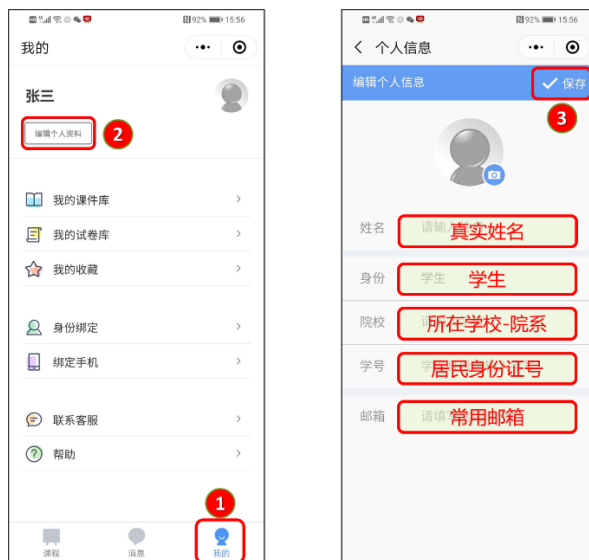 92% 15:56
我的
张三
编辑个人资料
2
我的课件库
我的试卷库
我的收藏
身份绑定
绑定手机
联系客服
帮助
1
课程
消息
我的
92% 15:56
个人信息
编辑个人信息
保存
3
姓名 真实姓名
身份 学生 学生
院校 所在学校-院系
学号 居民身份证号
邮箱 请填 常用邮箱